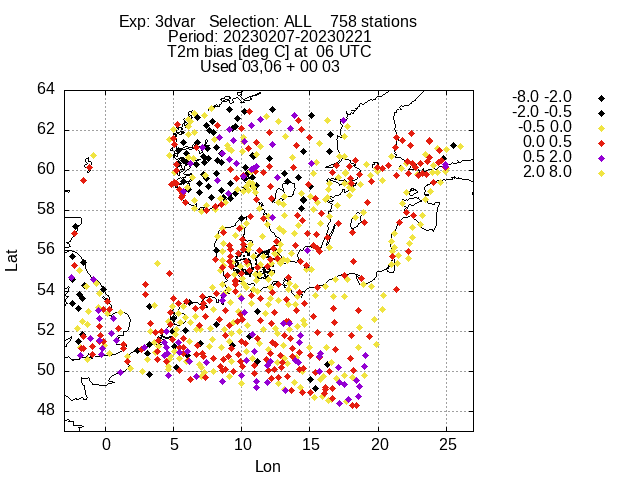 Exp: 3dvar   Selection: ALL    758 stations
Period: 20230207-20230221
T2m bias [deg C] at  06 UTC
Used 03,06 + 00 03
64
62
60
58
56
54
52
50
48
Lat
0 5 10 15 20 25
Lon
-8.0 -2.0
-2.0 -0.5
-0.5 0.0
0.0 0.5
0.5 2.0
2.0 8.0